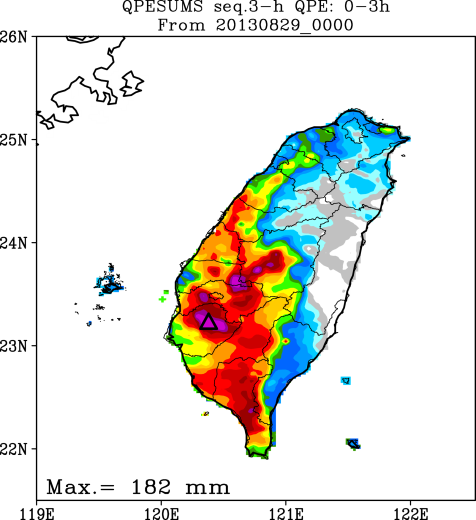 QPESUMS seq.3-h QPE: 0-3h
From 20130829_0000
26N
25N
24N
23N
22N
Max.= 182 mm
119E 120E 121E 122E